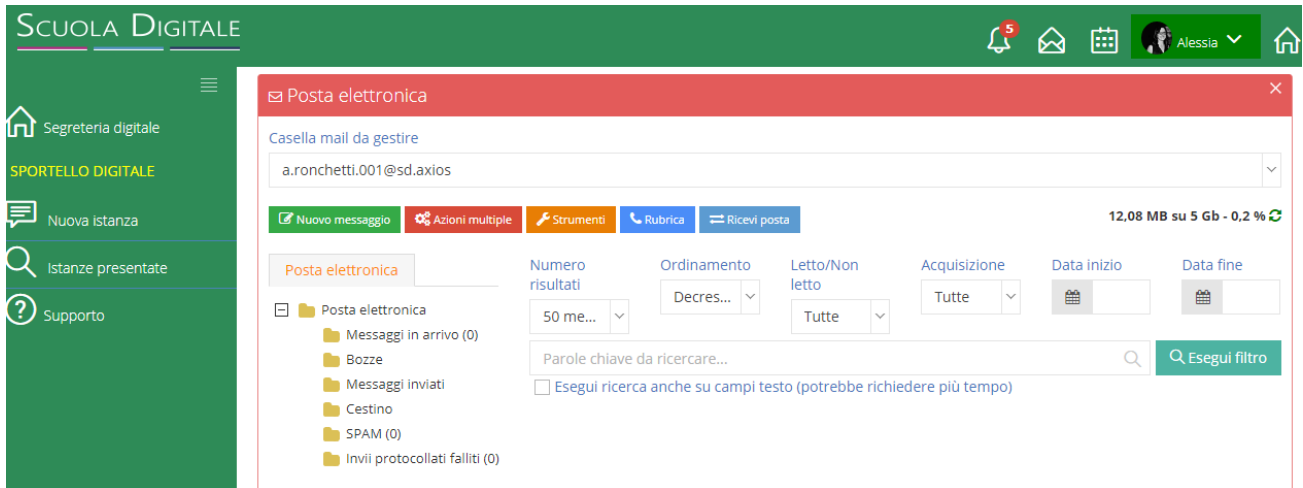 SCUOLA DIGITALE
5
Alessia
Segreteria digitale
SPORTELLO DIGITALE
Nuova istanza
Istanze presentate
Supporto
Posta elettronica
Casella mail da gestire
a.ronchetti.001@sd.axios
Nuovo messaggio Azioni multiple Strumenti Rubrica Ricevi posta 12,08 MB su 5 Gb - 0,2 %
Posta elettronica
Posta elettronica
Messaggi in arrivo (0)
Bozze
Messaggi inviati
Cestino
SPAM (0)
Invii protocollati falliti (0)
Numero risultati
50 me...
Ordinamento
Decres...
Letto/Non letto
Tutte
Acquisizione
Tutte
Data inizio
Data fine
Parole chiave da ricercare...
Esegui filtro
Esegui ricerca anche su campi testo (potrebbe richiedere più tempo)